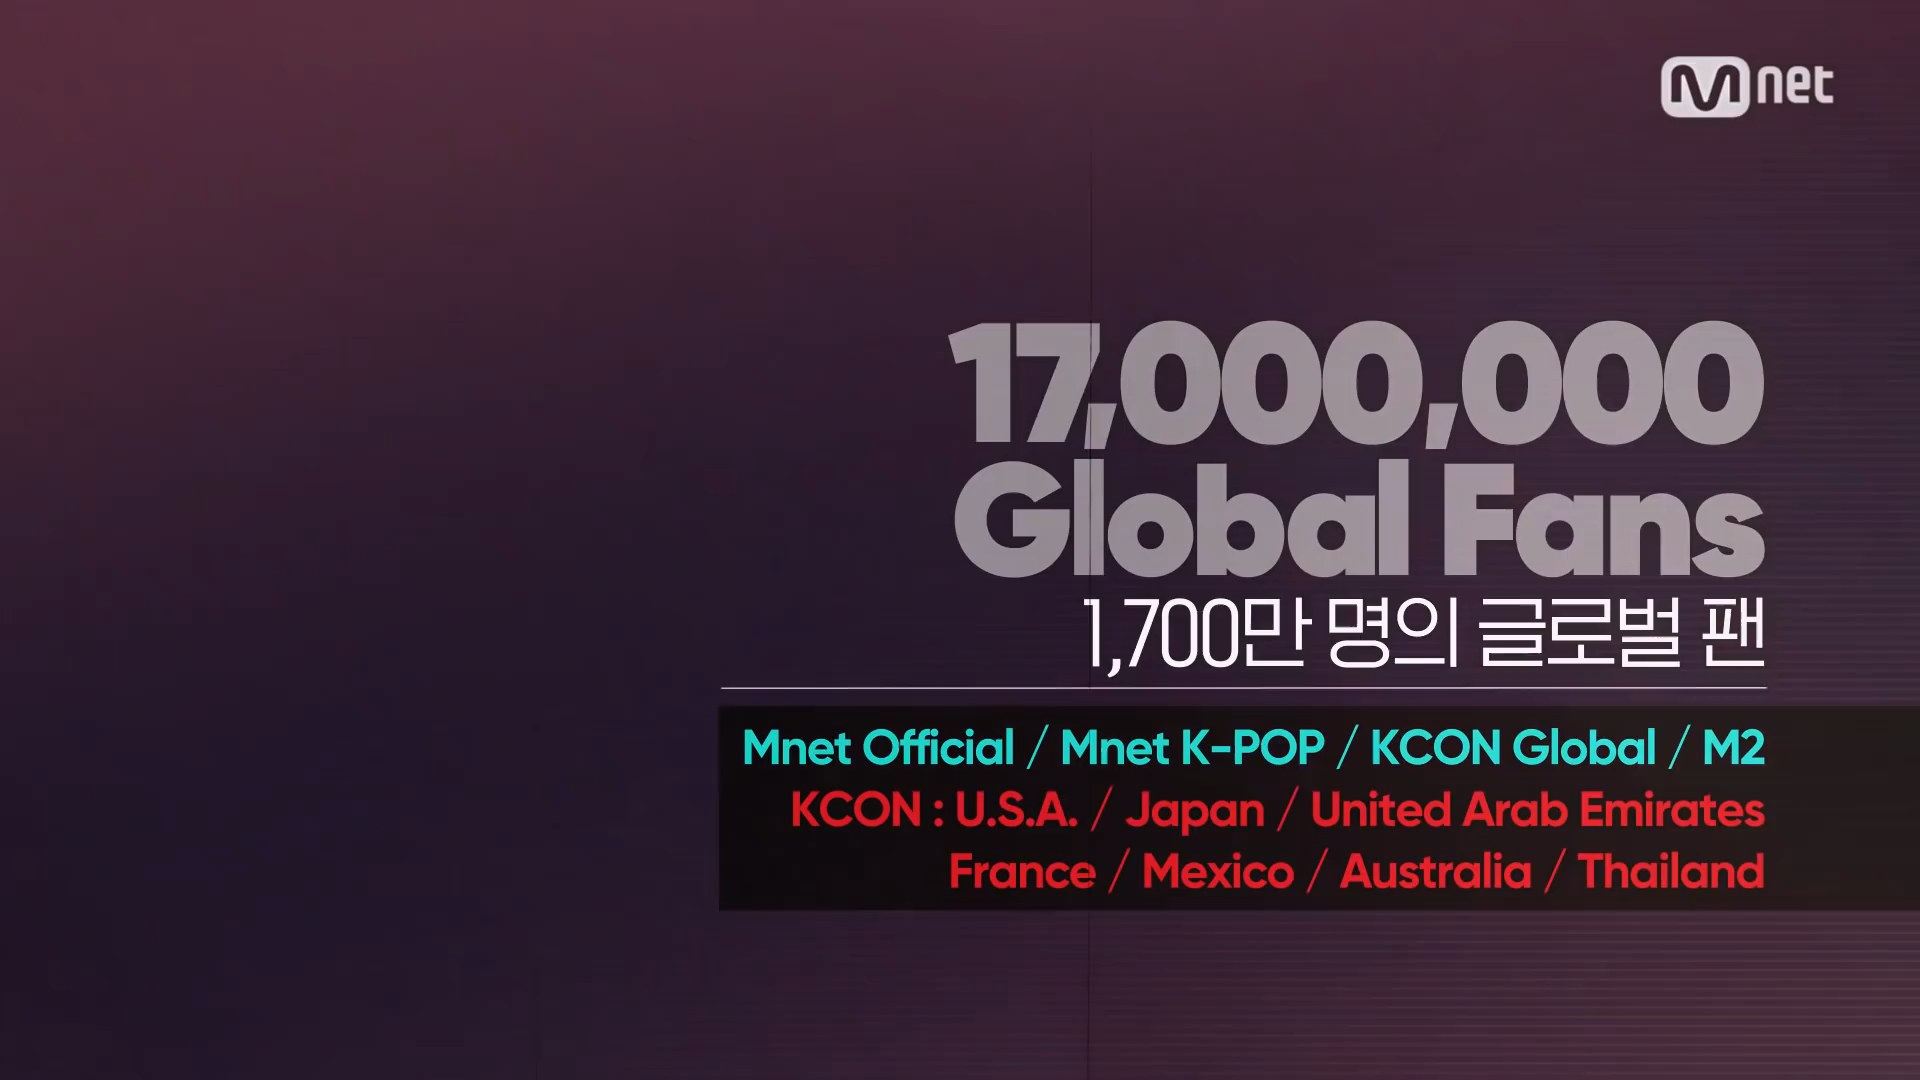 Mnet
17,000,000
Global Fans
1,700만 명의 글로벌 팬
Mnet Official / Mnet K-POP / KCON Global / M2
KCON : U.S.A. / Japan / United Arab Emirates
France / Mexico / Australia / Thailand